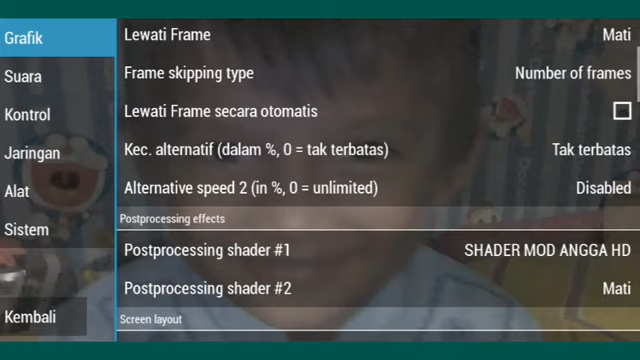 Grafik
Suara
Kontrol
Jaringan
Alat
Sistem
Kembali
Lewati Frame Mati
Frame skipping type Number of frames
Lewati Frame secara otomatis
Kec. alternatif (dalam %, 0 = tak terbatas) Tak terbatas
Alternative speed 2 (in %, 0 = unlimited) Disabled
Postprocessing effects
Postprocessing shader #1 SHADER MOD ANGGA HD
Postprocessing shader #2 Mati
Screen layout